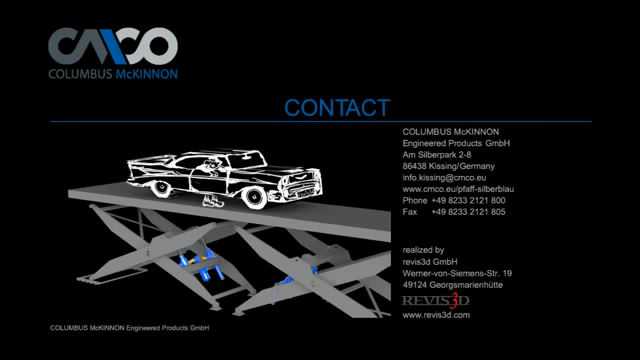 CMCO
COLUMBUS McKINNON
CONTACT
COLUMBUS McKINNON
Engineered Products GmbH
Am Silberpark 2-8
86438 Kissing/Germany
info.kissing@cmco.eu
www.cmco.eu/pfaff-silberblau
Phone +49 8233 2121 800
Fax +49 8233 2121 805
realized by
revis3d GmbH
Werner-von-Siemens-Str. 19
49124 Georgsmarienhütte
REVIS3D
www.revis3d.com
COLUMBUS McKINNON Engineered Products GmbH